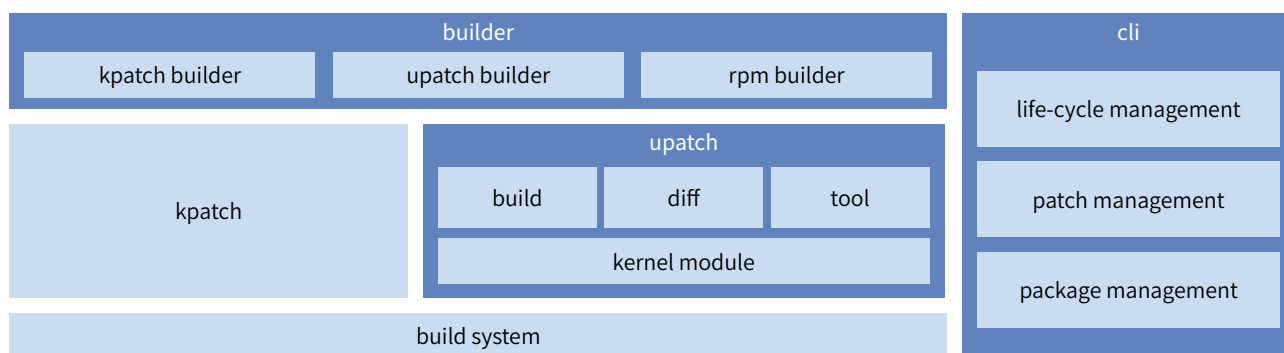 builder
kpatch builder
upatch builder
rpm builder
kpatch
upatch
build
diff
tool
kernel module
build system
cli
life-cycle management
patch management
package management